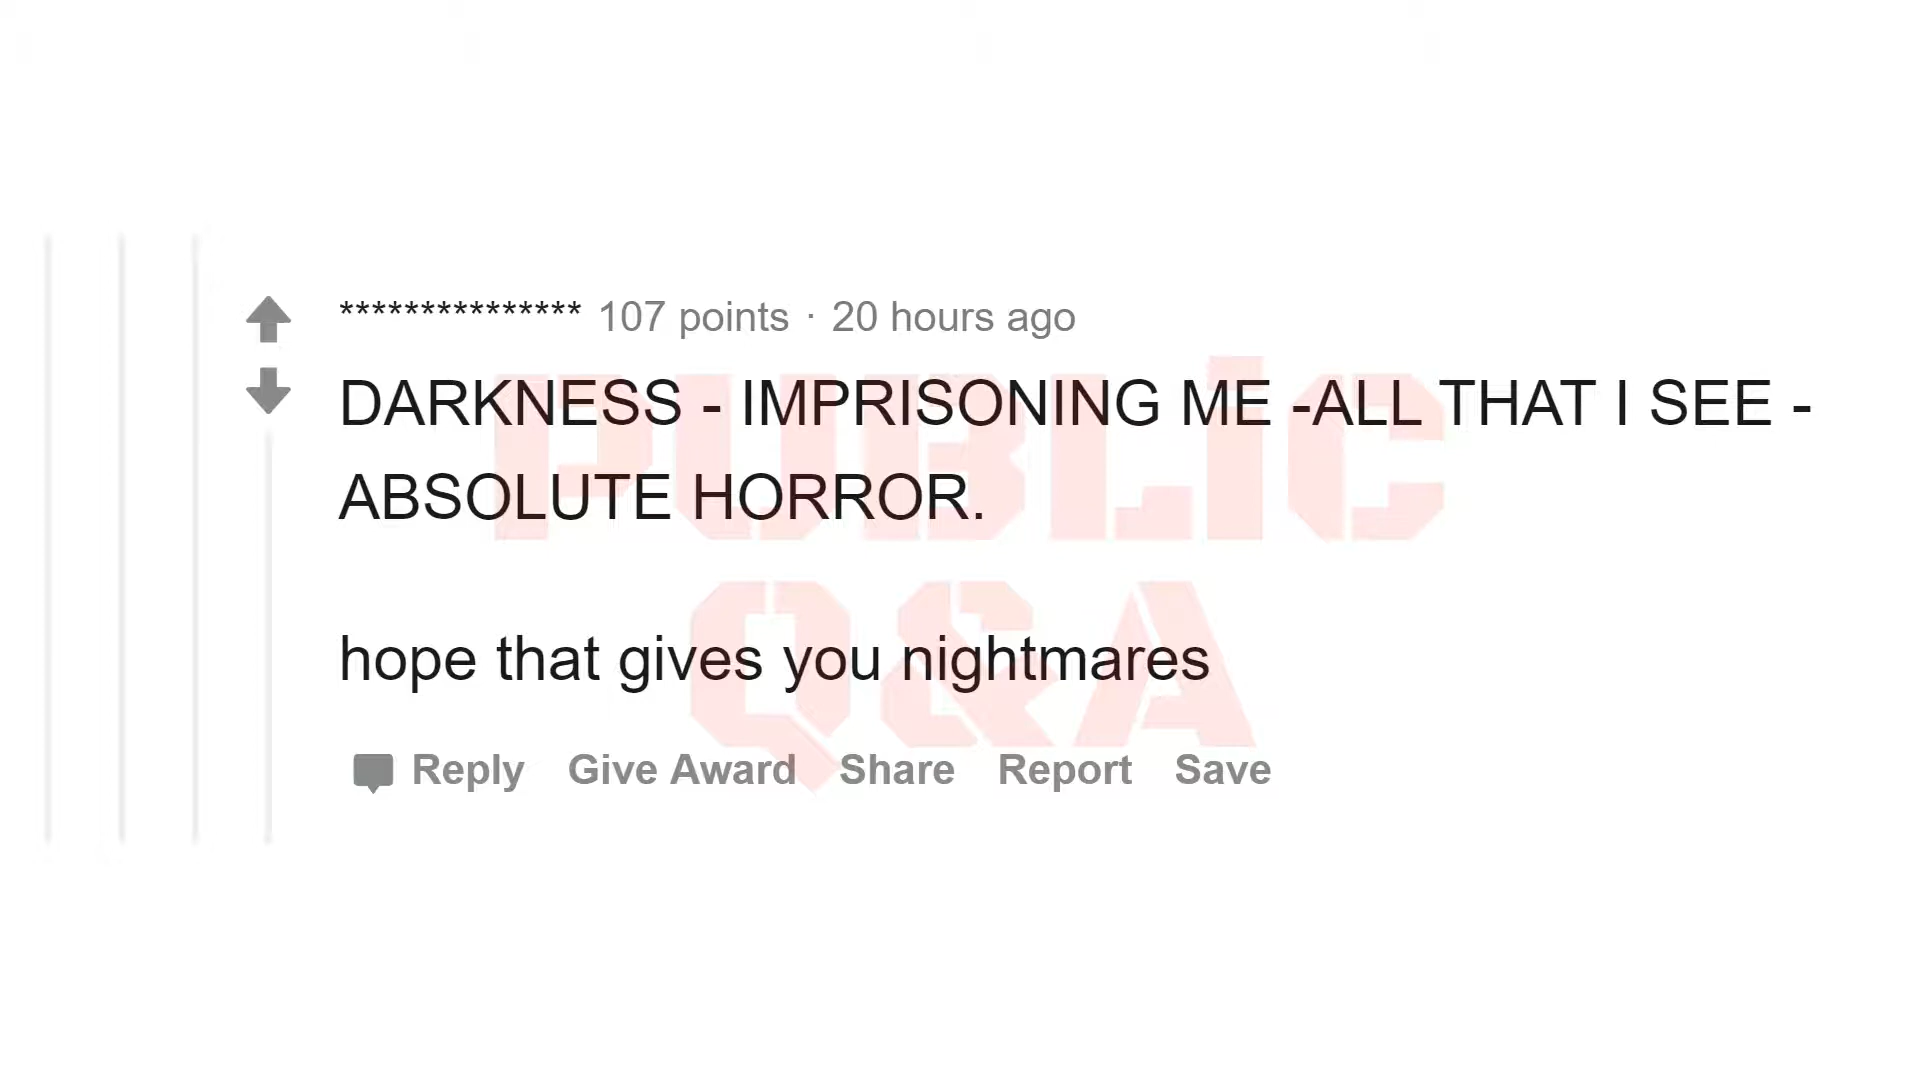 *************** 107 points · 20 hours ago
DARKNESS - IMPRISONING ME -ALL THAT I SEE -
ABSOLUTE HORROR.
hope that gives you nightmares
Reply Give Award Share Report Save
PUBLiC
Q&A